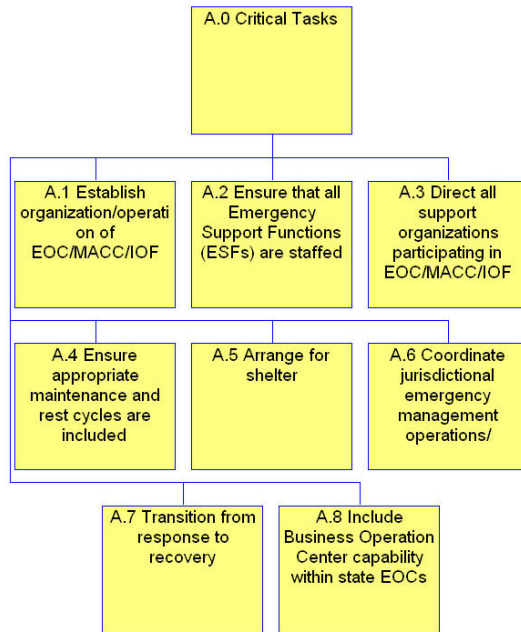 A.0 Critical Tasks
A.1 Establish
organization/operati
on of
EOC/MACC/IOF
A.2 Ensure that all
Emergency
Support Functions
(ESFs) are staffed
A.3 Direct all
support
organizations
participating in
EOC/MACC/IOF
A.4 Ensure
appropriate
maintenance and
rest cycles are
included
A.5 Arrange for
shelter
A.6 Coordinate
jurisdictional
emergency
management
operations/
A.7 Transition from
response to
recovery
A.8 Include
Business Operation
Center capability
within state EOCs